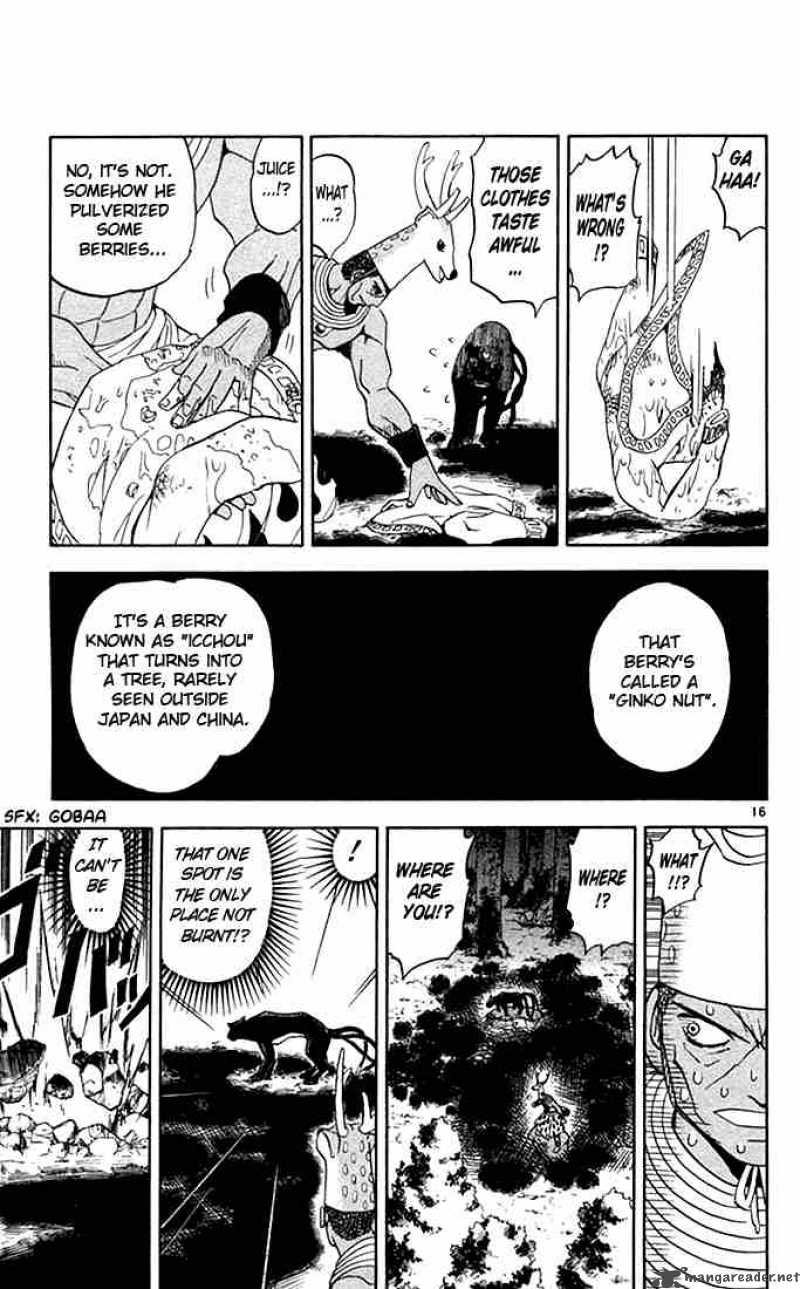 GA
HAA!
WHAT'S
WRONG
!?
THOSE
CLOTHES
TASTE
AWFUL
...
WHAT
...?
JUICE
...!?
NO, IT'S NOT.
SOMEHOW HE
PULVERIZED
SOME
BERRIES...
THAT
BERRY'S
CALLED A
"GINKO NUT".
IT'S A BERRY
KNOWN AS "ICCHOU"
THAT TURNS INTO
A TREE, RARELY
SEEN OUTSIDE
JAPAN AND CHINA.
16
WHAT
!!?
WHERE
!?
WHERE
ARE
YOU!?
!
THAT ONE
SPOT IS
THE ONLY
PLACE NOT
BURNT!?
SFX: GOBAA
IT
CAN'T
BE
...
mangareader.net